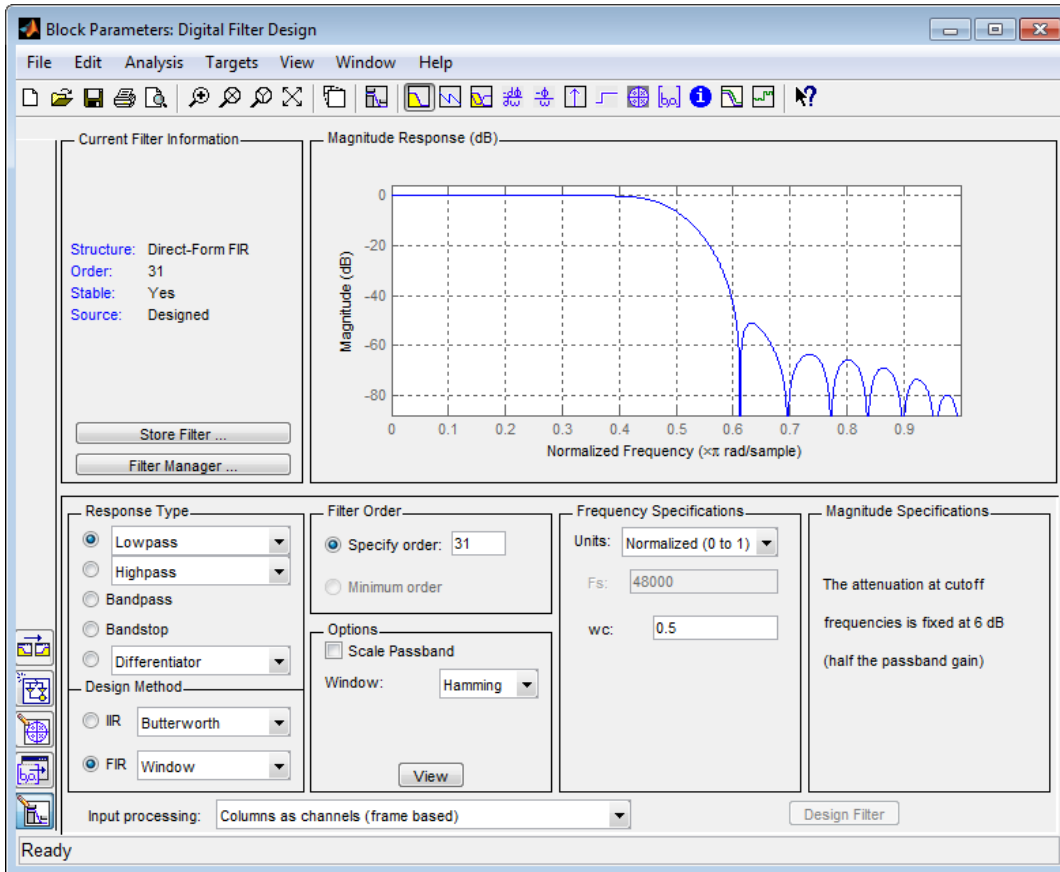 Block Parameters: Digital Filter Design
File Edit Analysis Targets View Window Help
Current Filter Information
Structure: Direct-Form FIR
Order: 31
Stable: Yes
Source: Designed
Store Filter ...
Filter Manager ...
Magnitude Response (dB)
Magnitude (dB)
0
-20
-40
-60
-80
0 0.1 0.2 0.3 0.4 0.5 0.6 0.7 0.8 0.9
Normalized Frequency (×π rad/sample)
Response Type
Lowpass
Highpass
Bandpass
Bandstop
Differentiator
Design Method
IIR Butterworth
FIR Window
Filter Order
Specify order: 31
Minimum order
Options
Scale Passband
Window: Hamming
View
Frequency Specifications
Units: Normalized (0 to 1)
Fs: 48000
wc: 0.5
Magnitude Specifications
The attenuation at cutoff
frequencies is fixed at 6 dB
(half the passband gain)
Input processing: Columns as channels (frame based)
Design Filter
Ready